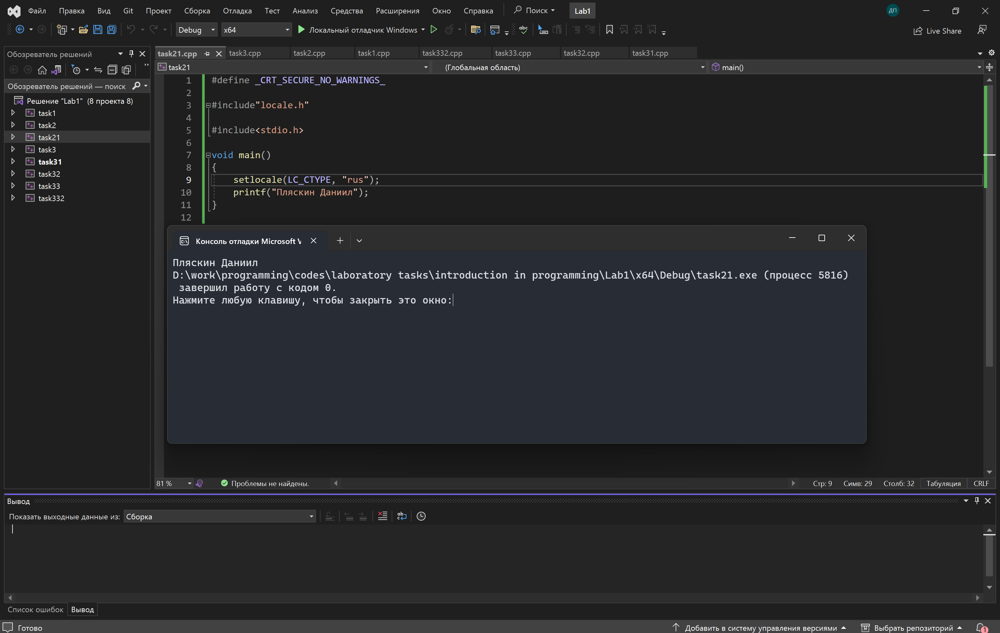 Файл Правка Вид Git Проект Сборка Отладка Тест Анализ Средства Расширения Окно Справка Поиск Lab1 ДП
Debug x64 Локальный отладчик Windows abc Live Share
Обозреватель решений
Обозреватель решений — поиск
Решение "Lab1" (8 проекта 8)
task1
task2
task21
task3
task31
task32
task33
task332
task21.cpp task3.cpp task2.cpp task1.cpp task332.cpp task33.cpp task32.cpp task31.cpp
task21 (Глобальная область) main()
1 #define _CRT_SECURE_NO_WARNINGS_
2
3 #include"locale.h"
4
5 #include<stdio.h>
6
7 void main()
8 {
9 setlocale(LC_CTYPE, "rus");
10 printf("Пляскин Даниил");
11 }
12
Консоль отладки Microsoft V
Пляскин Даниил
D:\work\programming\codes\laboratory tasks\introduction in programming\Lab1\x64\Debug\task21.exe (процесс 5816)
завершил работу с кодом 0.
Нажмите любую клавишу, чтобы закрыть это окно:
81 % Проблемы не найдены. Стр: 9 Симв: 29 Столб: 32 Табуляция CRLF
Вывод
Показать выходные данные из: Сборка
Список ошибок Вывод
Готово Добавить в систему управления версиями Выбрать репозиторий 1